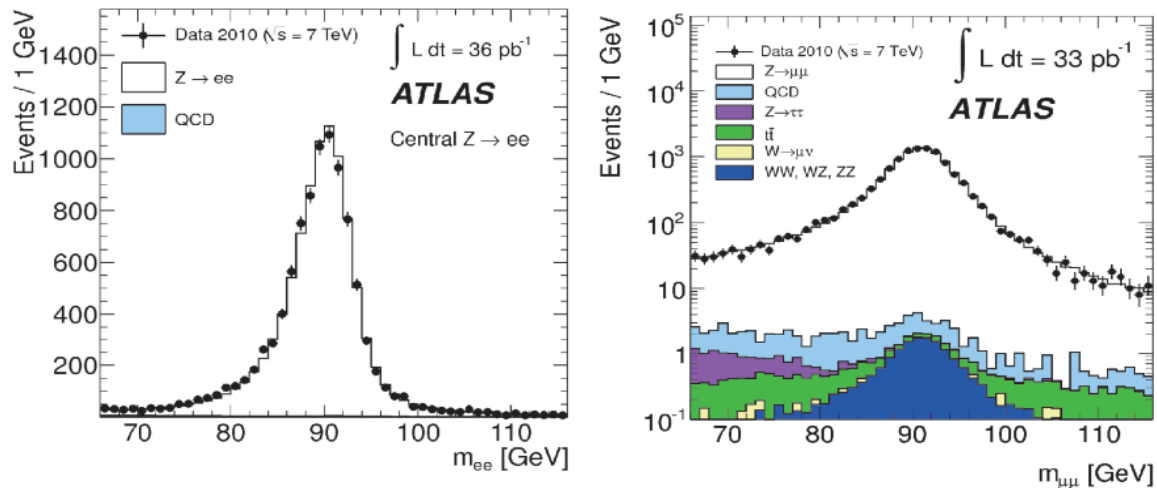 Events / 1 GeV
1400
1200
1000
800
600
400
200
Data 2010 (√s = 7 TeV)
Z → ee
QCD
∫ L dt = 36 pb⁻¹
ATLAS
Central Z → ee
70 80 90 100 110
mₑₑ [GeV]
Events / 1 GeV
10⁵
10⁴
10³
10²
10
1
10⁻¹
Data 2010 (√s = 7 TeV)
Z→μμ
QCD
Z→ττ
tt̄
W→μν
WW, WZ, ZZ
∫ L dt = 33 pb⁻¹
ATLAS
70 80 90 100 110
m_μμ [GeV]